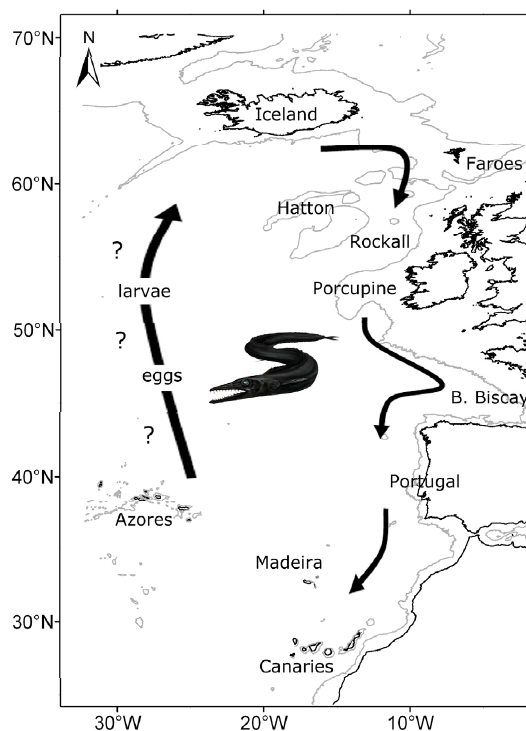 70°N
N
Iceland
Faroes
60°N
Hatton
Rockall
?
larvae
Porcupine
50°N
?
eggs
B. Biscay
?
40°N
Portugal
Azores
Madeira
30°N
Canaries
30°W 20°W 10°W